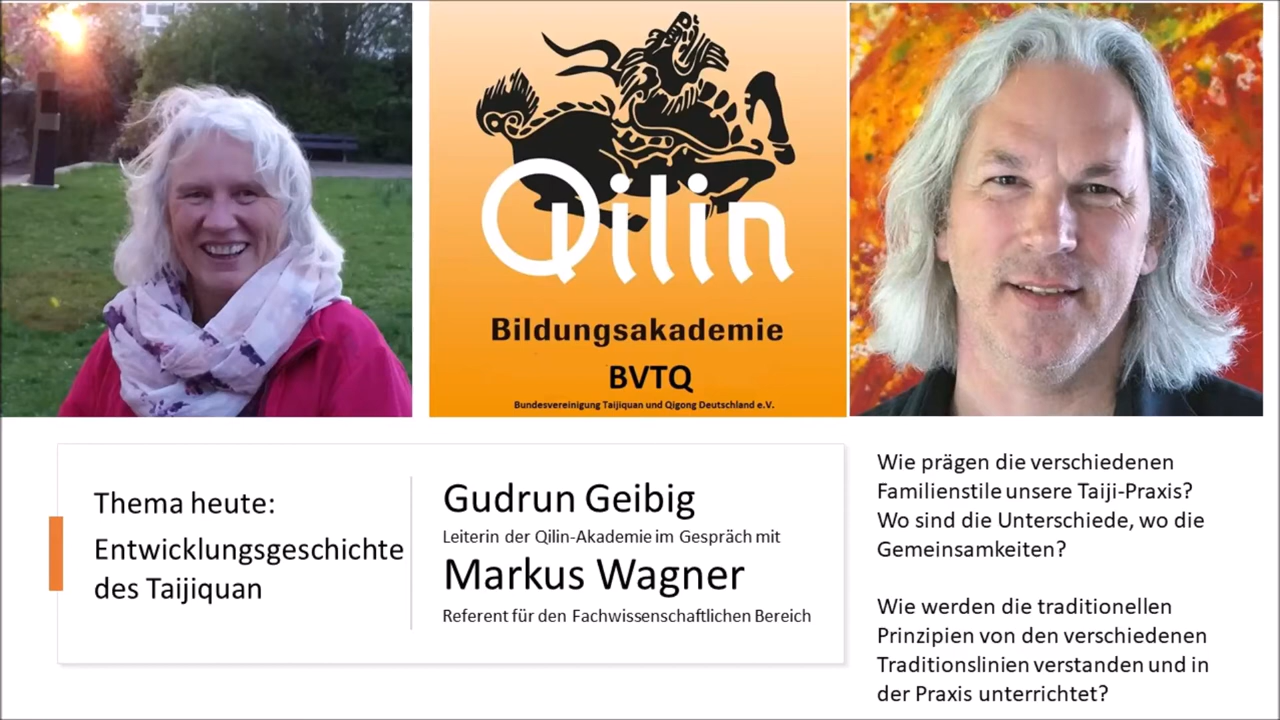 Qilin
Bildungsakademie
BVTQ
Bundesvereinigung Taijiquan und Qigong Deutschland e.V.
Thema heute:
Entwicklungsgeschichte
des Taijiquan
Gudrun Geibig
Leiterin der Qilin-Akademie im Gespräch mit
Markus Wagner
Referent für den Fachwissenschaftlichen Bereich
Wie prägen die verschiedenen
Familienstile unsere Taiji-Praxis?
Wo sind die Unterschiede, wo die
Gemeinsamkeiten?
Wie werden die traditionellen
Prinzipien von den verschiedenen
Traditionslinien verstanden und in
der Praxis unterrichtet?